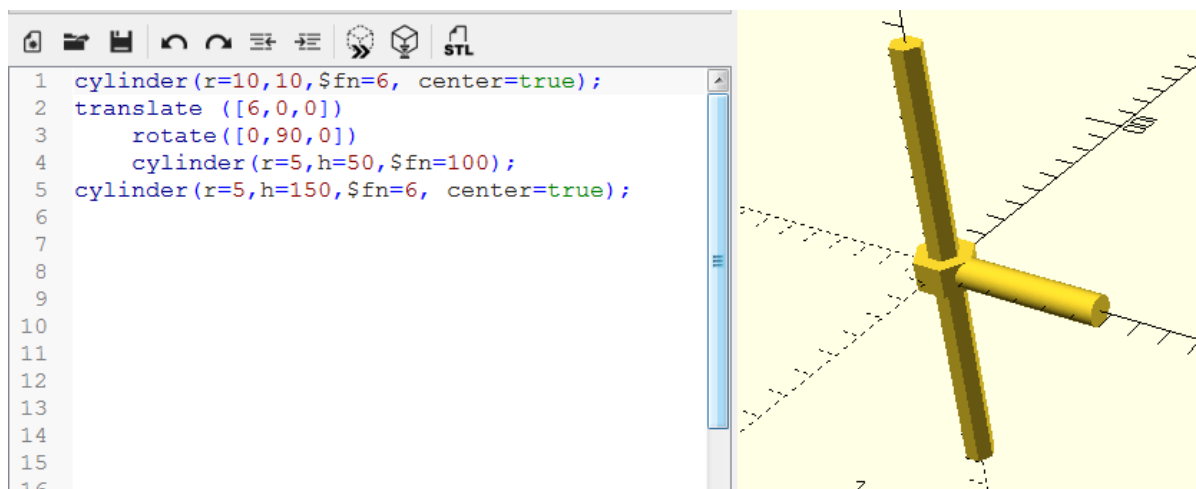 STL
1 cylinder(r=10,10,$fn=6, center=true);
2 translate ([6,0,0])
3 rotate([0,90,0])
4 cylinder(r=5,h=50,$fn=100);
5 cylinder(r=5,h=150,$fn=6, center=true);
6
7
8
9
10
11
12
13
14
15
16
z